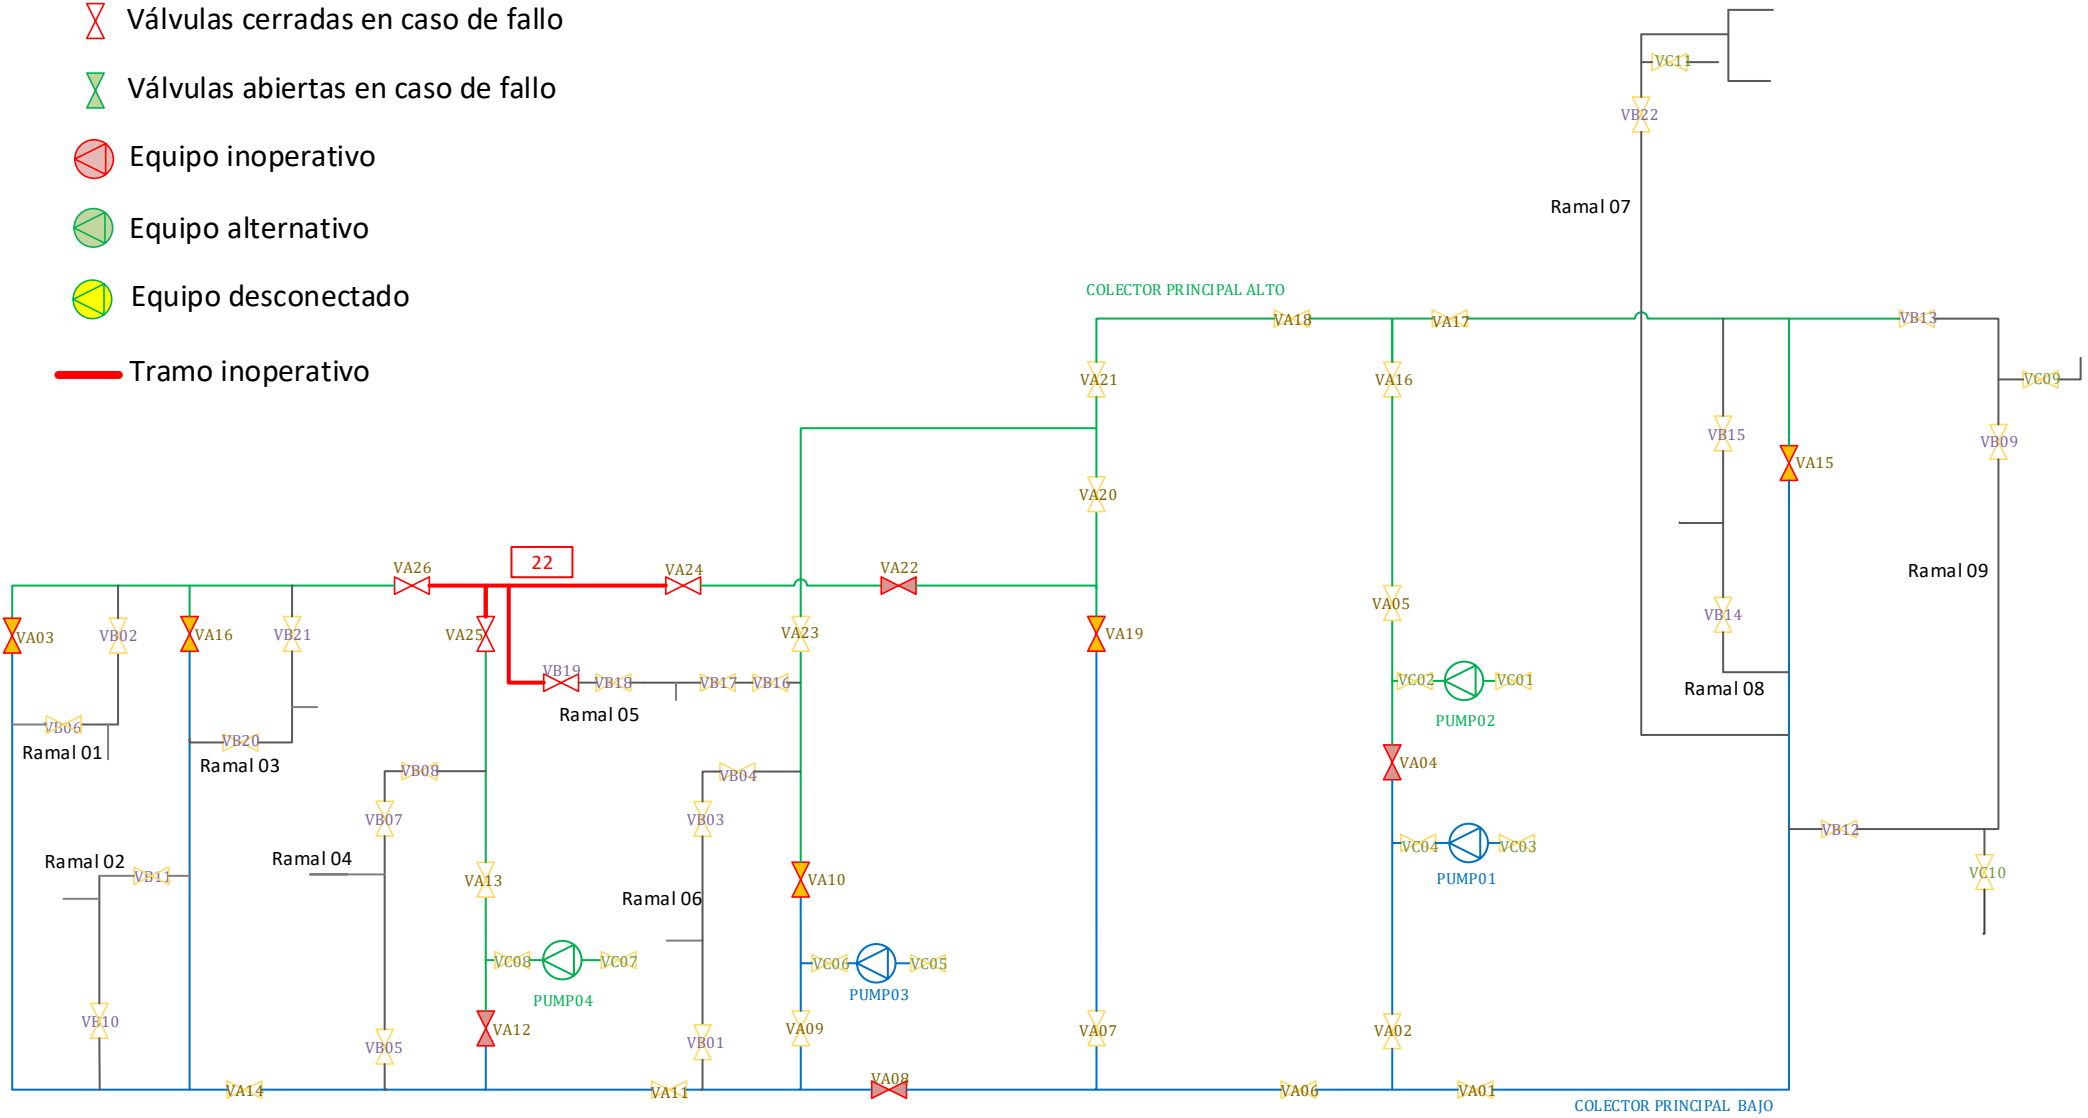 Válvulas cerradas en caso de fallo
Válvulas abiertas en caso de fallo
Equipo inoperativo
Equipo alternativo
Equipo desconectado
Tramo inoperativo
VC11
VB22
Ramal 07
COLECTOR PRINCIPAL ALTO
VA18
VA17
VB13
VA21
VA16
VC09
VB15
VB09
VA15
VA20
22
VA26
VA24
VA22
Ramal 09
VA03
VB02
VA16
VB21
VA25
VA23
VA19
VA05
VB14
VB19
VB18
VB17
VB16
VC02
VC01
Ramal 08
Ramal 05
PUMP02
VB06
Ramal 01
VB20
Ramal 03
VB08
VB04
VA04
VB07
VB03
VB12
VC04
VC03
Ramal 02
Ramal 04
VB11
VA13
VA10
PUMP01
VC10
Ramal 06
VC08
VC07
VC06
VC05
PUMP04
PUMP03
VB10
VA12
VA09
VA07
VA02
VB05
VB01
VA14
VA11
VA08
VA06
VA01
COLECTOR PRINCIPAL BAJO